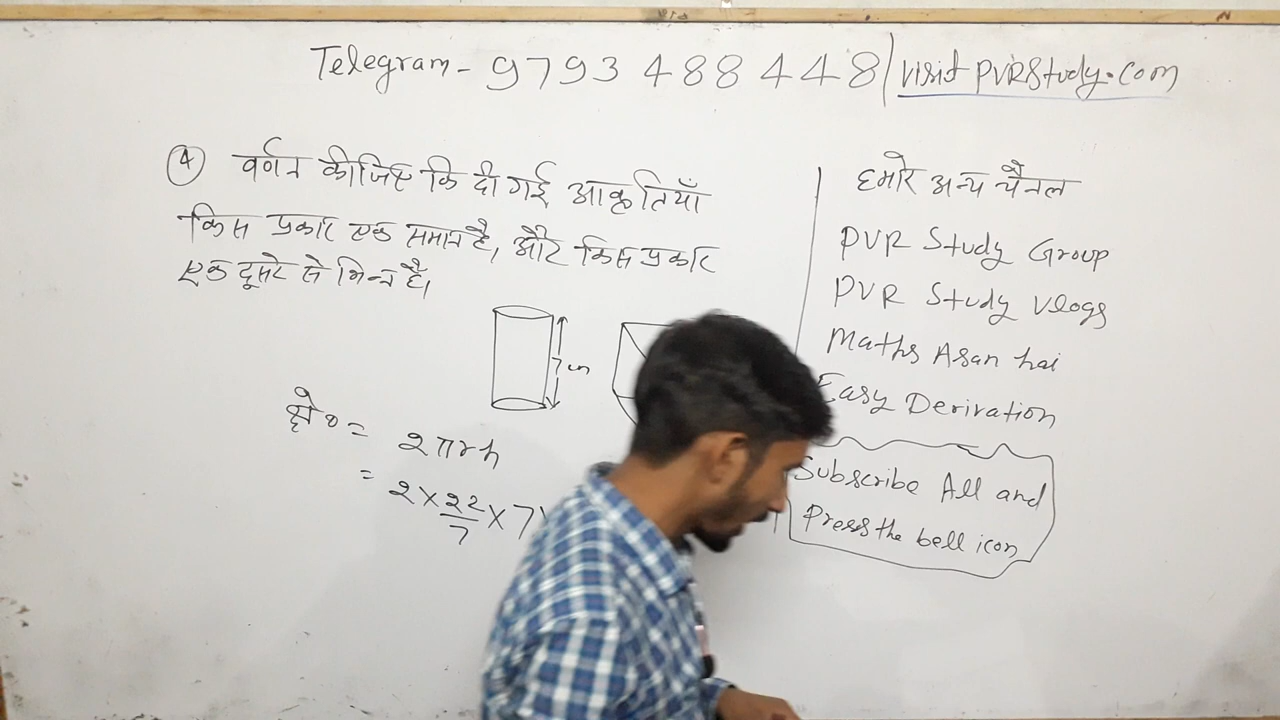 Telegram - 9793 488 448 | visit PVRStudy.com
④ वर्णन कीजिए कि दी गई आकृतियाँ
किस प्रकार एक समान है, और किस प्रकार
एक दूसरे से भिन्न है।
7 cm
क्षे० = 2πrh
= 2 × 22/7 × 7
हमारे अन्य चैनल
PVR Study Group
PVR Study Vlogs
Maths Asan hai
Easy Derivation
Subscribe All and
Press the bell icon